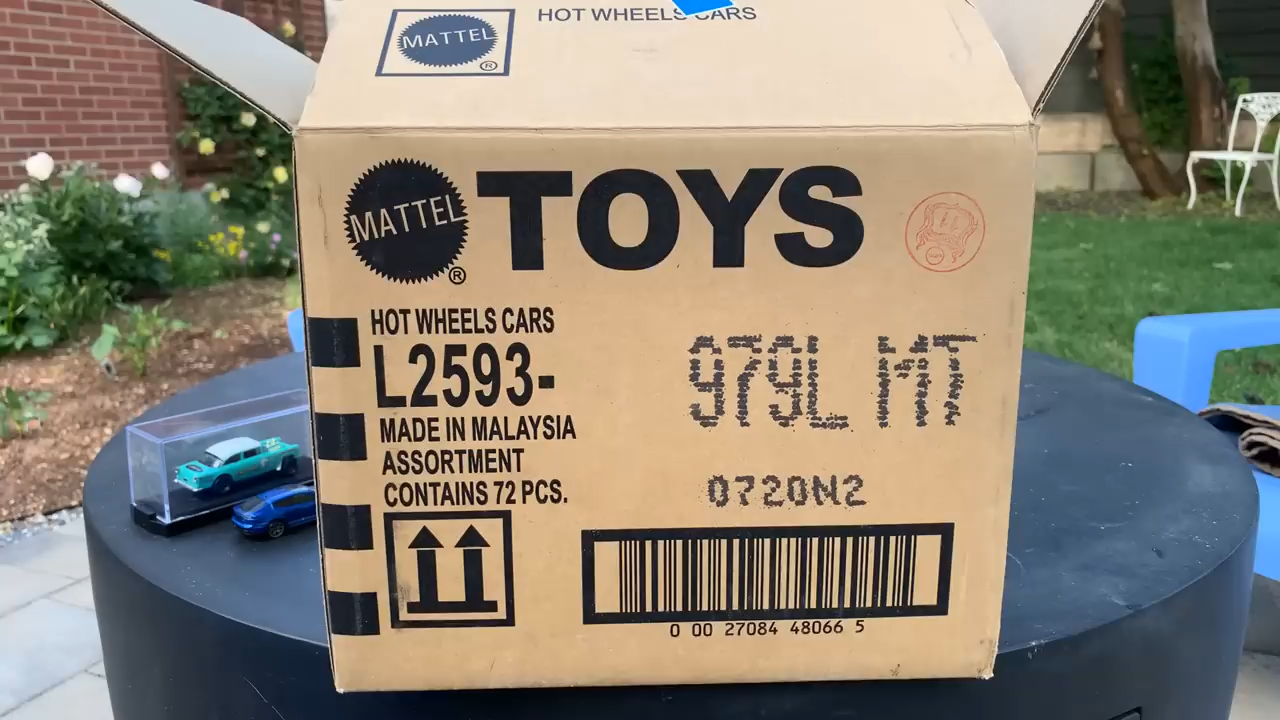 MATTEL
®
HOT WHEELS CARS
MATTEL
®
TOYS
HOT WHEELS CARS
L2593-
MADE IN MALAYSIA
ASSORTMENT
CONTAINS 72 PCS.
979L MT
0720N2
0 00 27084 48066 5